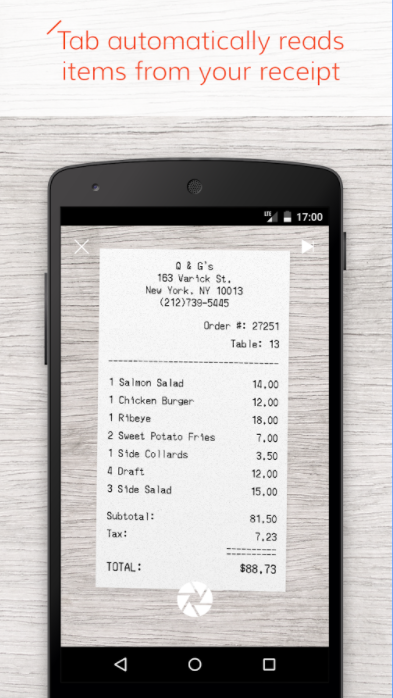 Tab automatically reads
items from your receipt
LTE 17:00
Q & G's
163 Varick St.
New York, NY 10013
(212)739-5445
Order #: 27251
Table: 13
1 Salmon Salad 14.00
1 Chicken Burger 12.00
1 Ribeye 18.00
2 Sweet Potato Fries 7.00
1 Side Collards 3.50
4 Draft 12.00
3 Side Salad 15.00
Subtotal: 81.50
Tax: 7.23
TOTAL: $88.73